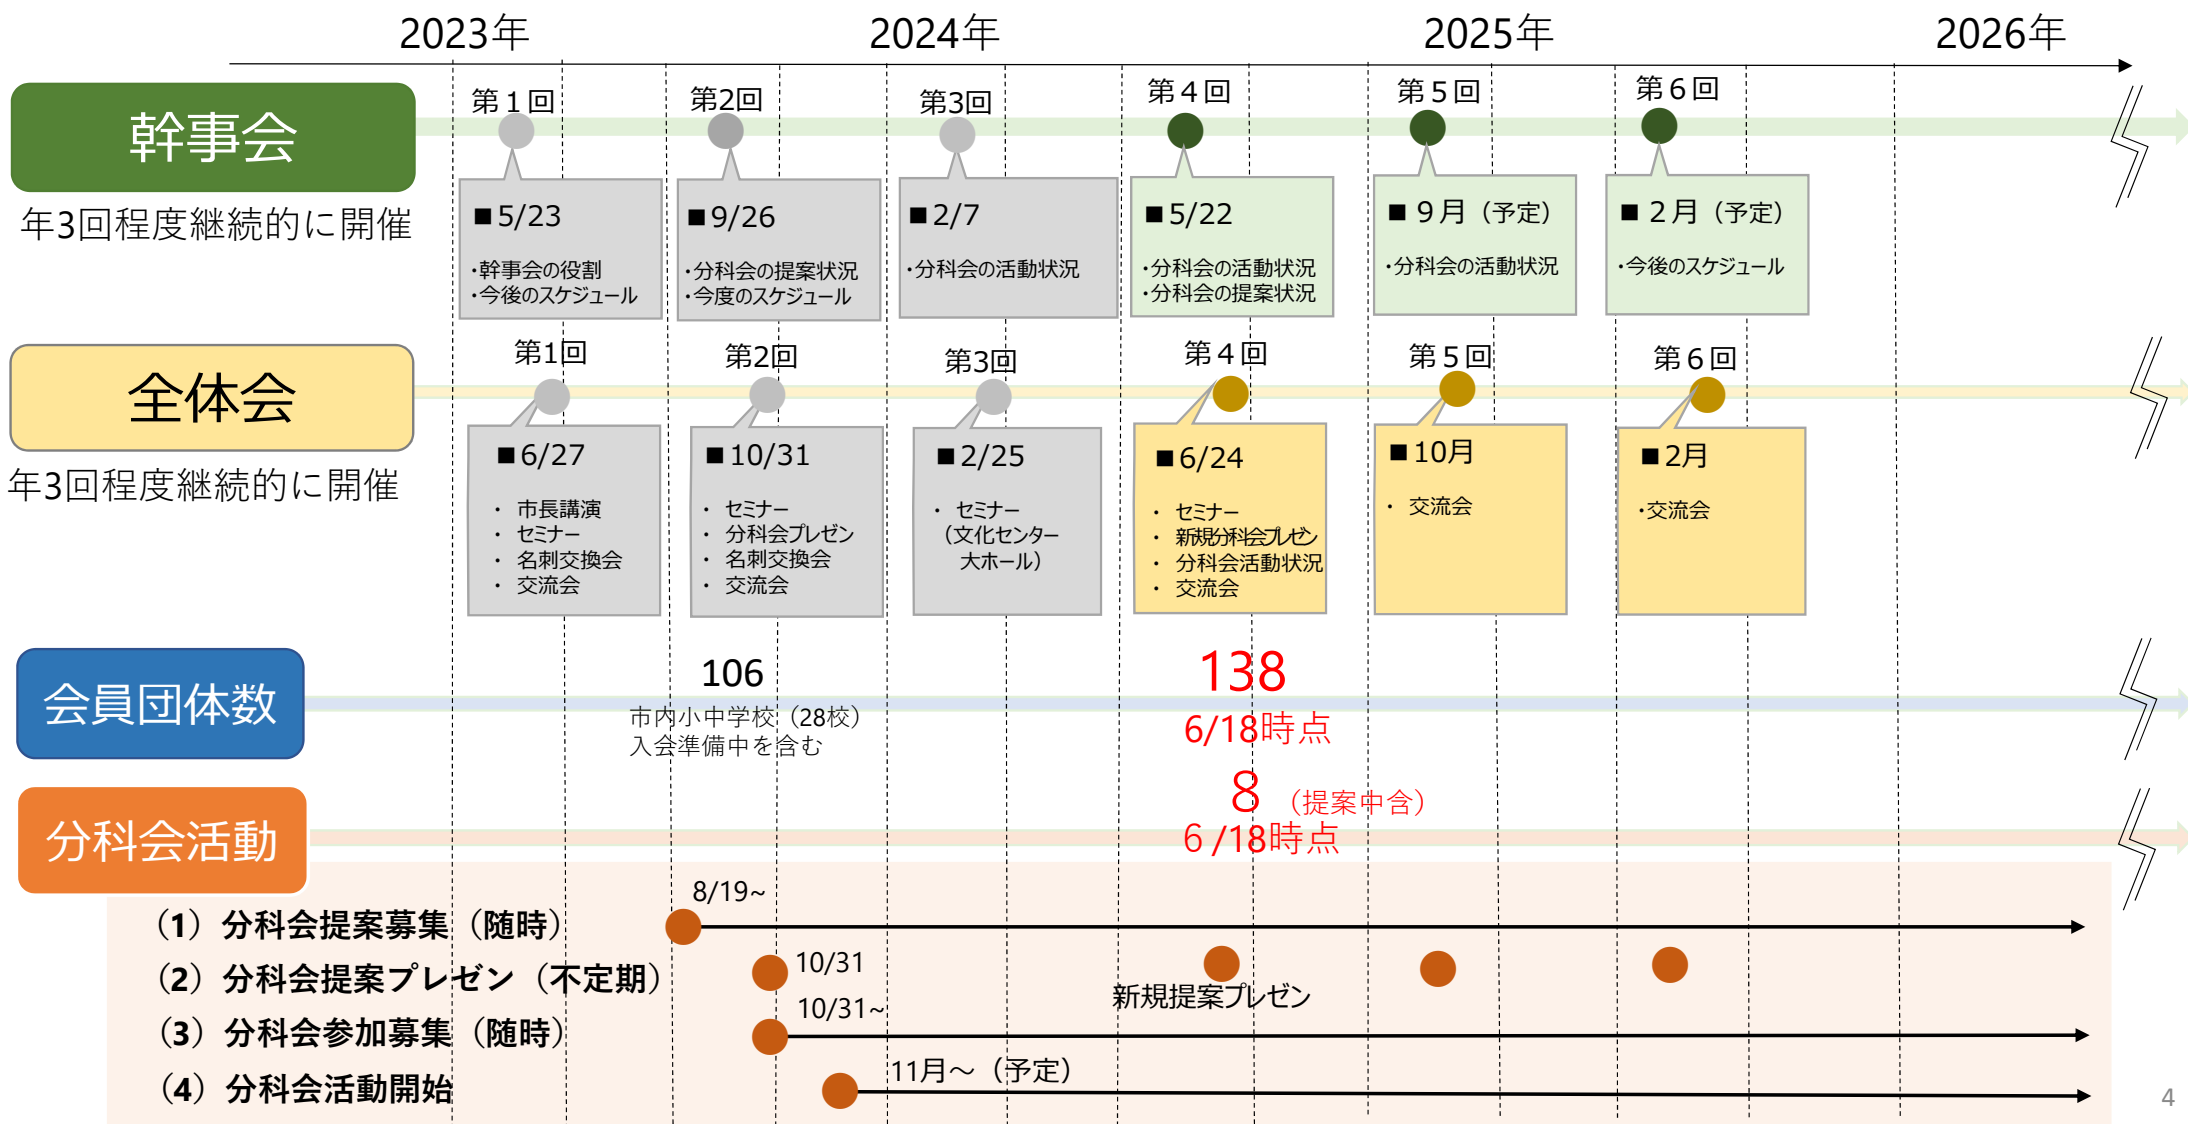 2023年
2024年
2025年
2026年
幹事会
年3回程度継続的に開催
第１回
第2回
第3回
第４回
第５回
第６回
■5/23
・幹事会の役割
・今後のスケジュール
■9/26
・分科会の提案状況
・今度のスケジュール
■2/7
・分科会の活動状況
■5/22
・分科会の活動状況
・分科会の提案状況
■９月（予定）
・分科会の活動状況
■２月（予定）
・今後のスケジュール
全体会
年3回程度継続的に開催
第1回
第2回
第3回
第４回
第５回
第６回
■6/27
・ 市長講演
・ セミナー
・ 名刺交換会
・ 交流会
■10/31
・ セミナー
・ 分科会プレゼン
・ 名刺交換会
・ 交流会
■2/25
・ セミナー
（文化センター
大ホール）
■6/24
・ セミナー
・ 新規分科会プレゼン
・ 分科会活動状況
・ 交流会
■10月
・ 交流会
■2月
・交流会
会員団体数
106
市内小中学校（28校）
入会準備中を含む
138
6/18時点
分科会活動
8 （提案中含）
６/18時点
（1）分科会提案募集（随時）
8/19~
（2）分科会提案プレゼン（不定期）
10/31
新規提案プレゼン
（3）分科会参加募集（随時）
10/31~
（4）分科会活動開始
11月～（予定）
4